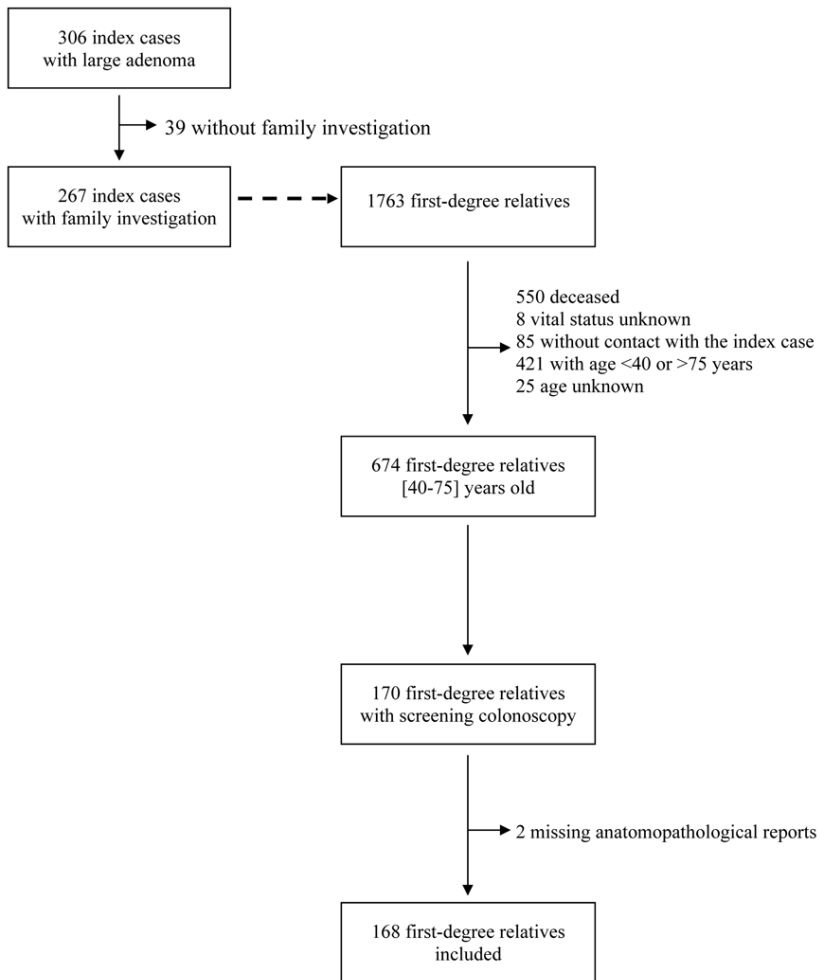 306 index cases
with large adenoma
39 without family investigation
267 index cases
with family investigation
1763 first-degree relatives
550 deceased
8 vital status unknown
85 without contact with the index case
421 with age <40 or >75 years
25 age unknown
674 first-degree relatives
[40-75] years old
170 first-degree relatives
with screening colonoscopy
2 missing anatomopathological reports
168 first-degree relatives
included